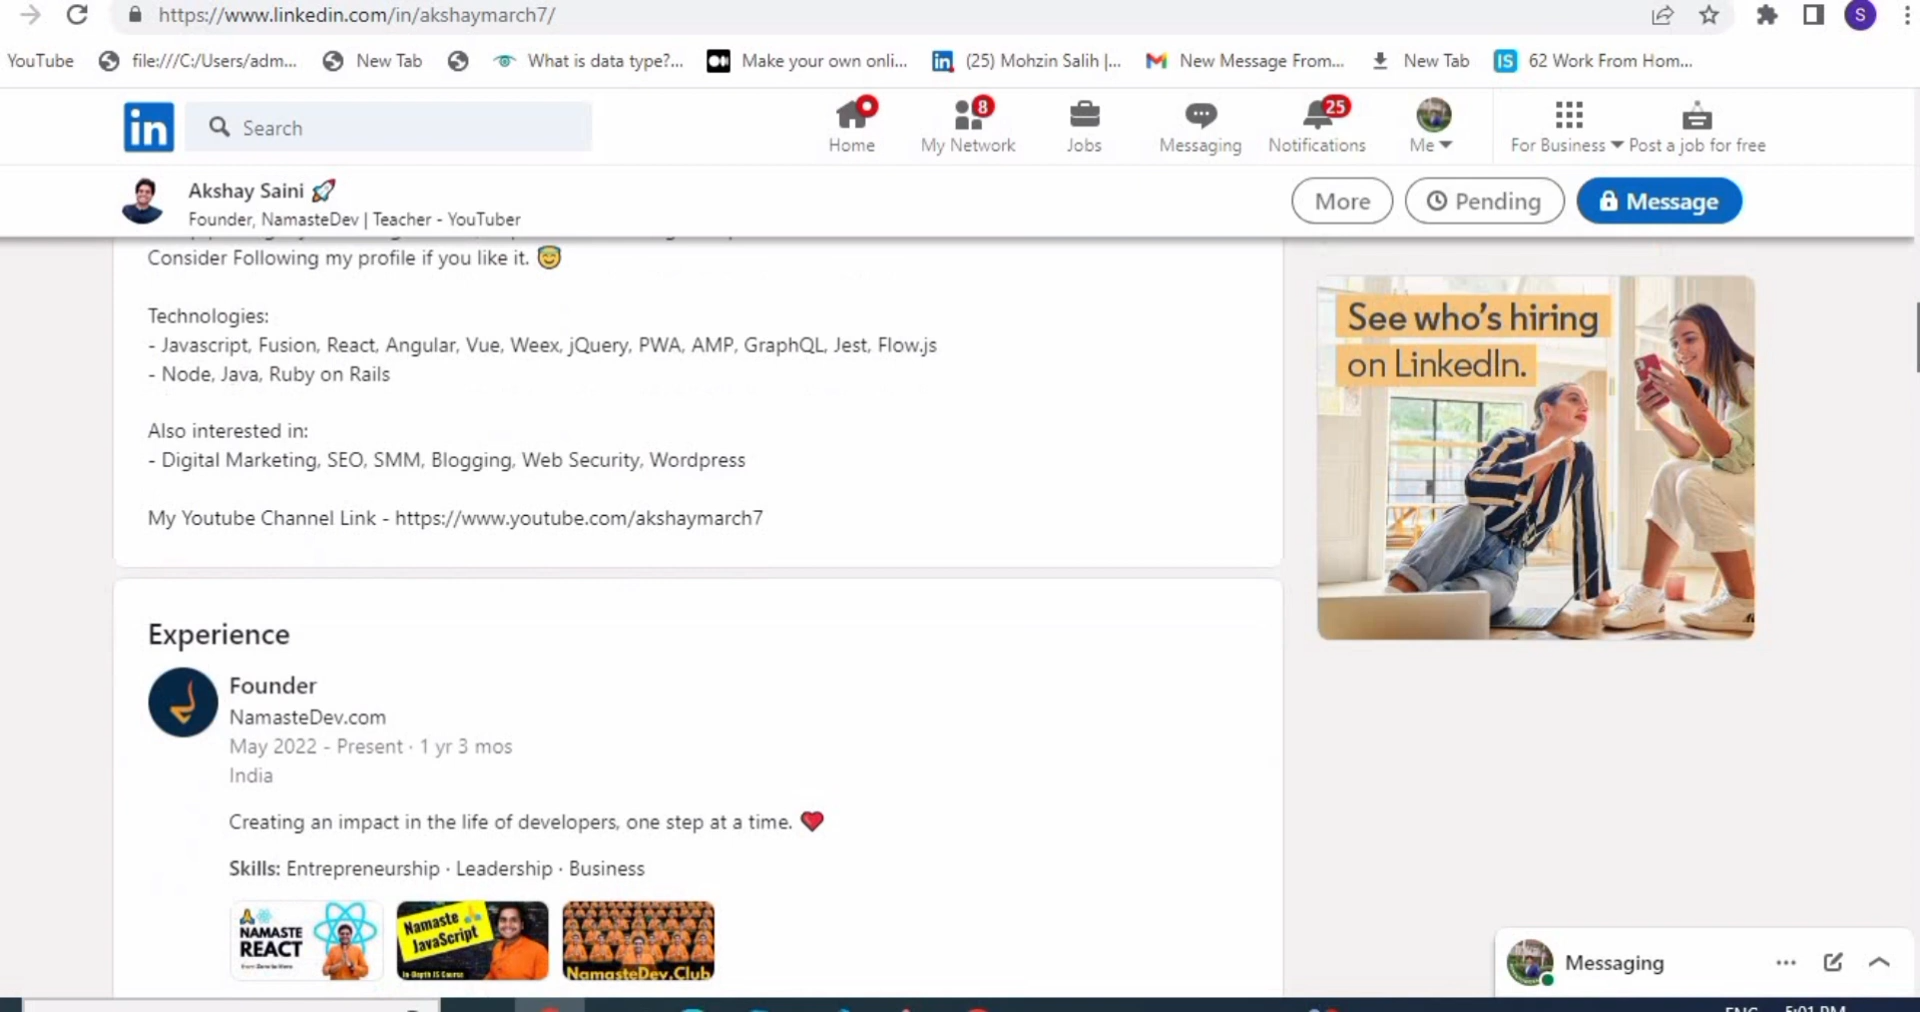 https://www.linkedin.com/in/akshaymarch7/
S
YouTube
file:///C:/Users/adm...
New Tab
What is data type?...
Make your own onli...
in
(25) Mohzin Salih |...
New Message From...
New Tab
IS
62 Work From Hom...
in
Search
Home
8
My Network
Jobs
Messaging
25
Notifications
Me
For Business
Post a job for free
Akshay Saini 🚀
Founder, NamasteDev | Teacher - YouTuber
More
Pending
Message
Consider Following my profile if you like it. 😇
Technologies:
- Javascript, Fusion, React, Angular, Vue, Weex, jQuery, PWA, AMP, GraphQL, Jest, Flow.js
- Node, Java, Ruby on Rails
Also interested in:
- Digital Marketing, SEO, SMM, Blogging, Web Security, Wordpress
My Youtube Channel Link - https://www.youtube.com/akshaymarch7
See who's hiring
on LinkedIn.
Experience
Founder
NamasteDev.com
May 2022 - Present · 1 yr 3 mos
India
Creating an impact in the life of developers, one step at a time. ❤️
Skills: Entrepreneurship · Leadership · Business
NAMASTE
REACT
from Zero to Hero
Namaste 🙏
JavaScript
In-Depth JS Course
NamasteDev.Club
Messaging
ENG
5:01 PM